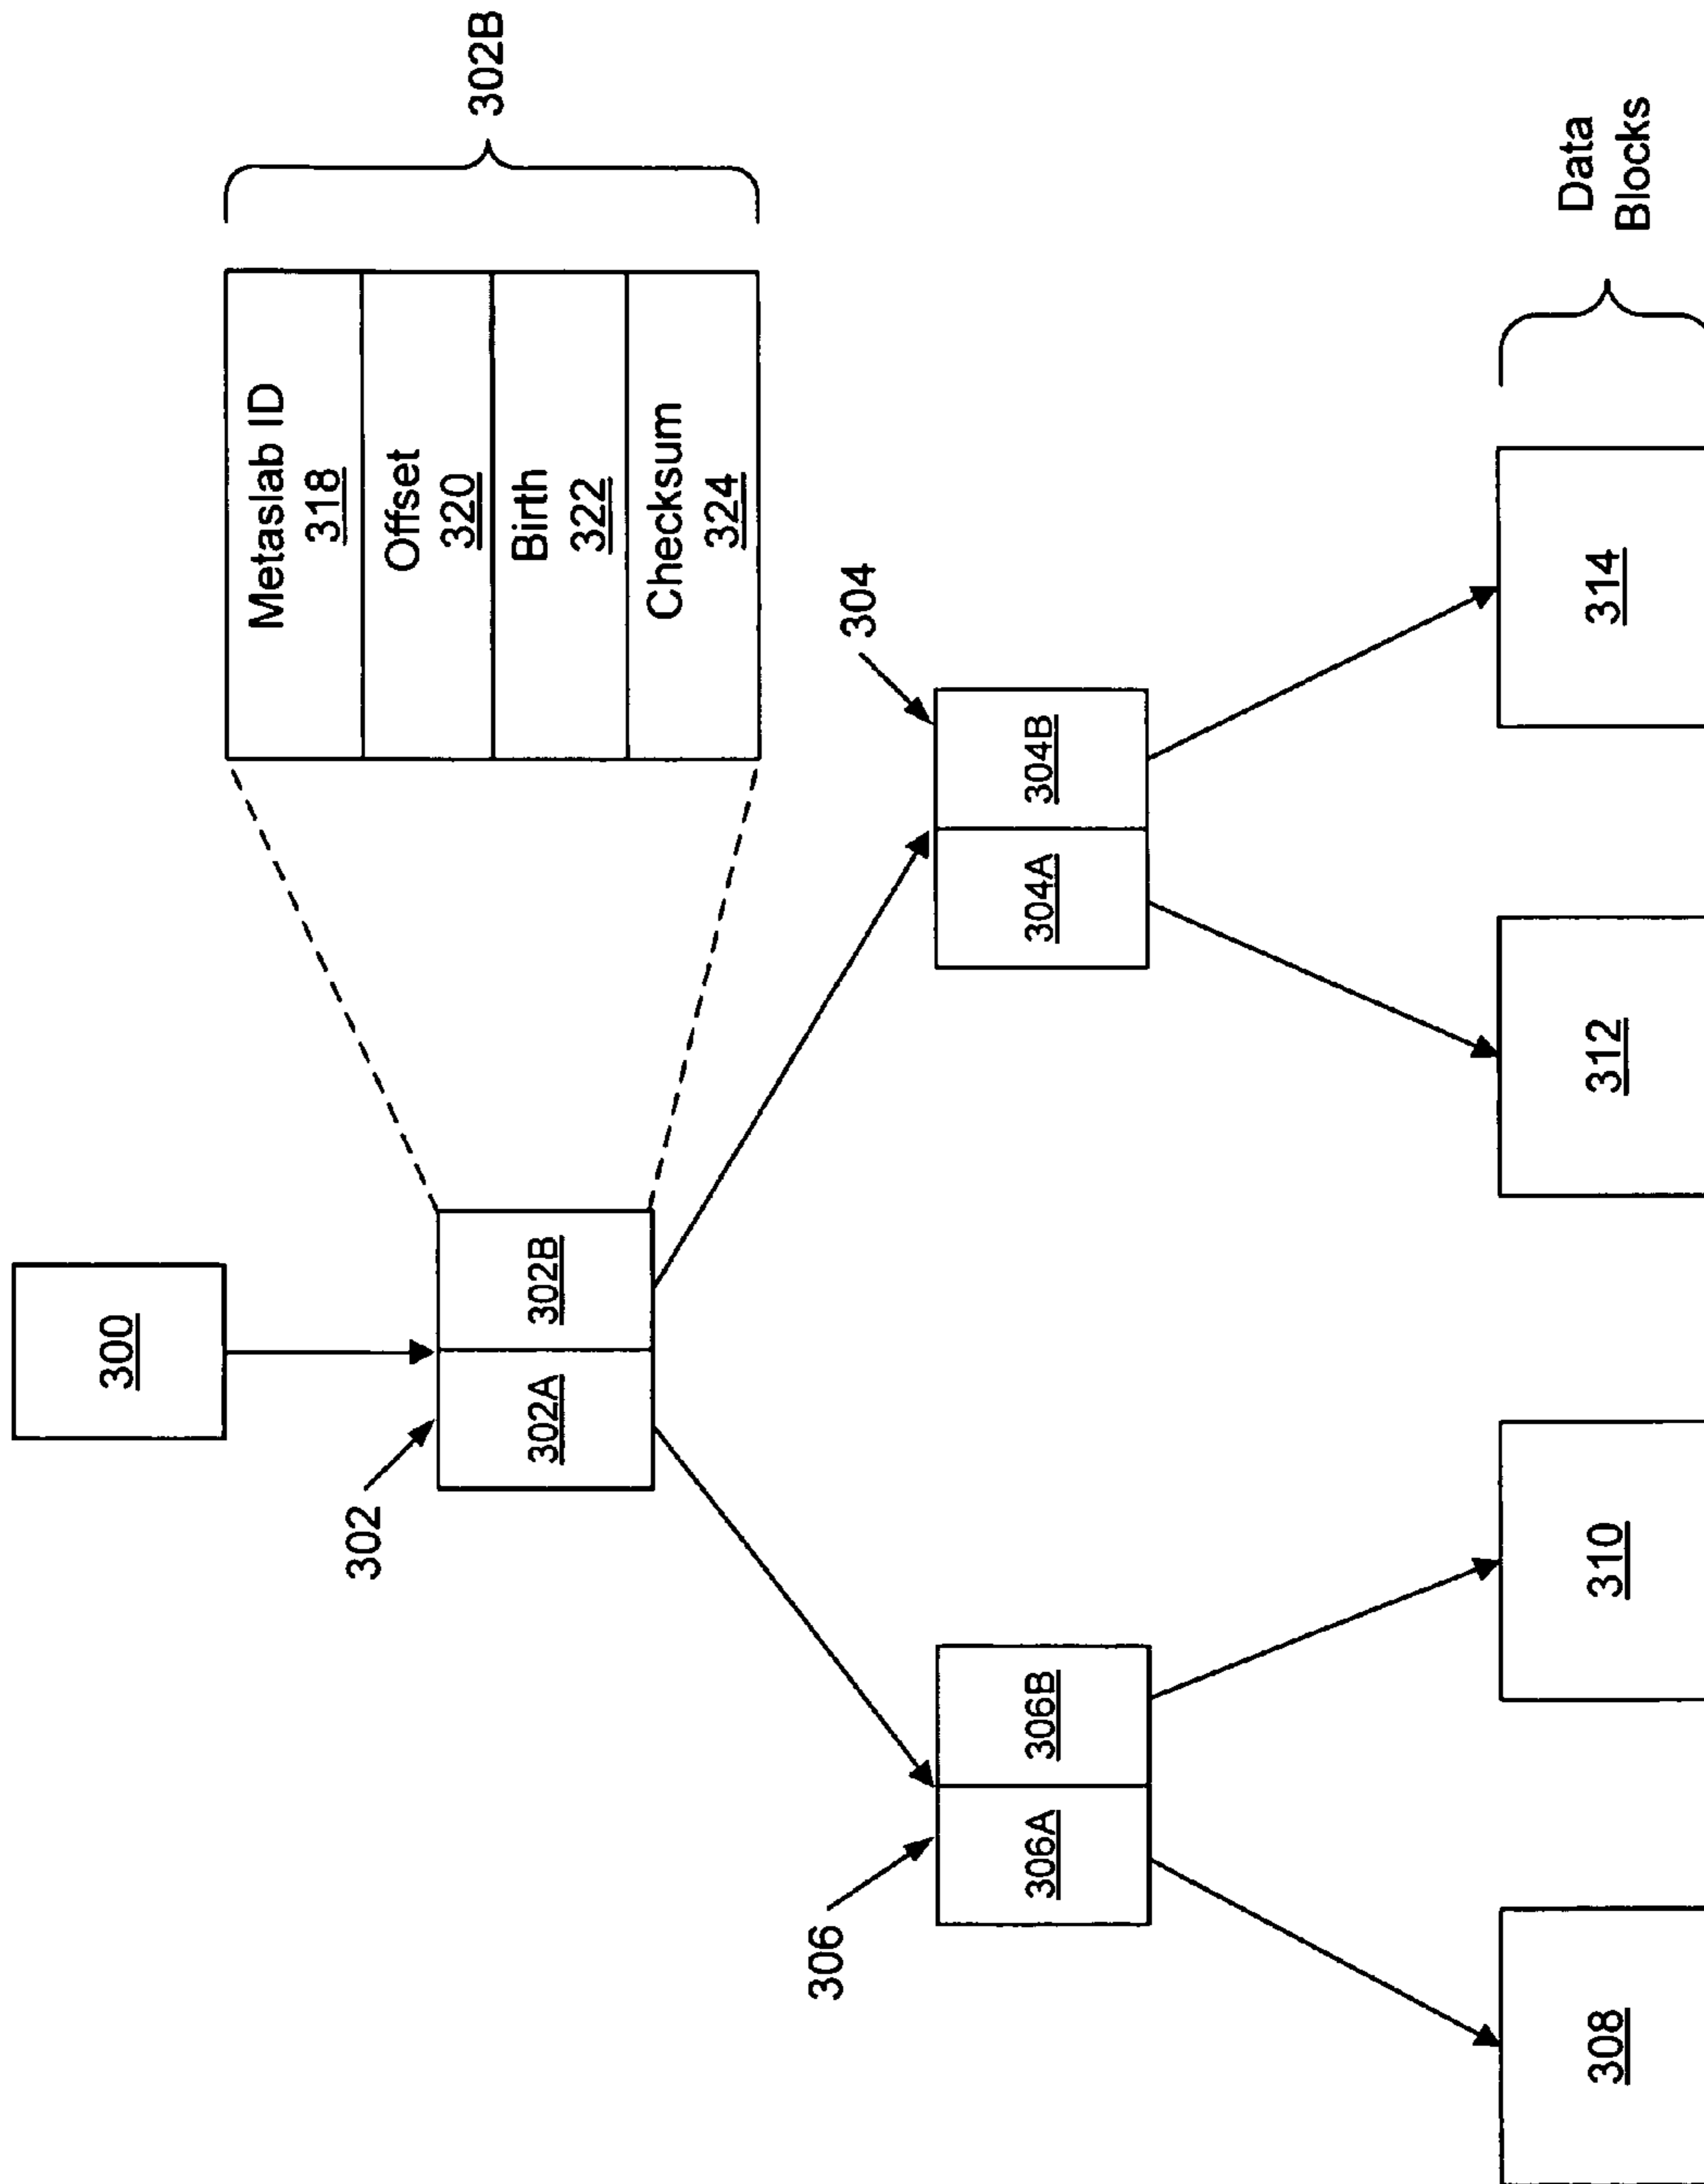 300
302
302A 302B
Metaslab ID
318
Offset
320
Birth
322
Checksum
324
302B
306
306A 306B
304
304A 304B
308
310
312
314
Data
Blocks